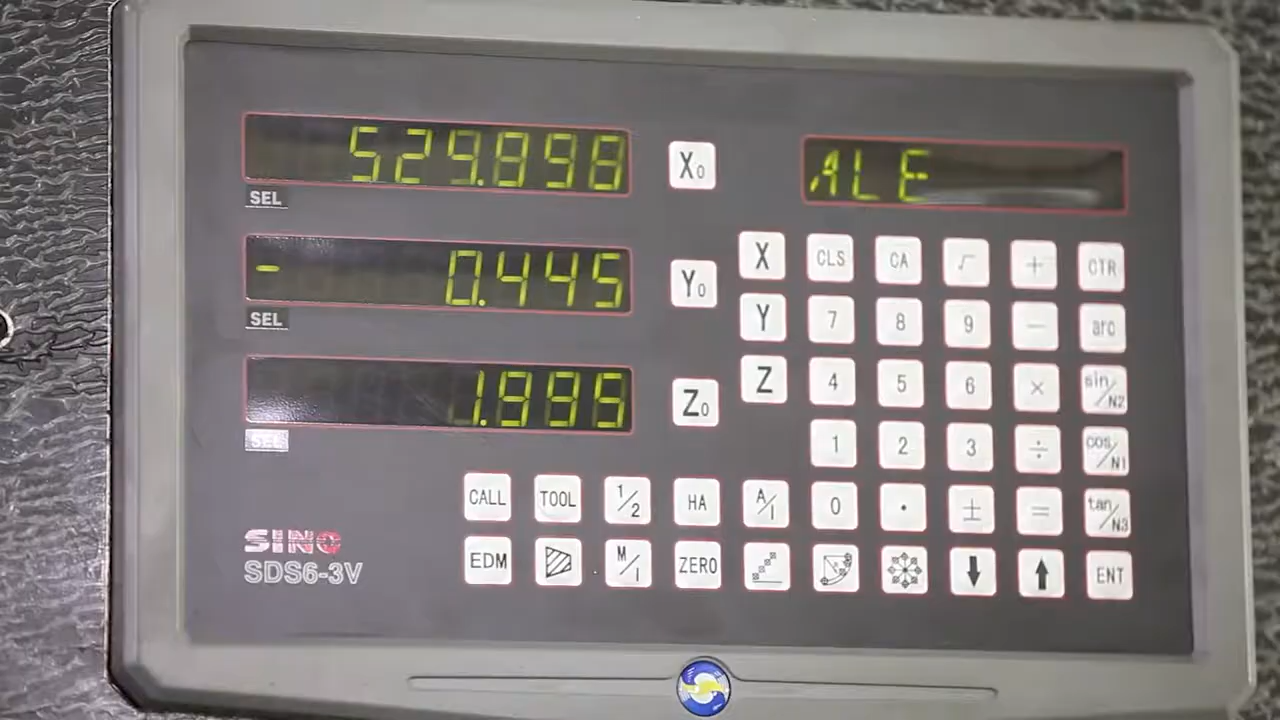 529.898
X₀
ALE
SEL
- 0.445
Y₀
X
CLS
CA
√
+
CTR
SEL
Y
7
8
9
−
arc
1.995
Z₀
Z
4
5
6
×
sin/N2
SEL
1
2
3
÷
cos/N1
CALL
TOOL
1/2
HA
A/I
0
.
±
=
tan/N3
SINO
SDS6-3V
EDM
M/I
ZERO
ENT